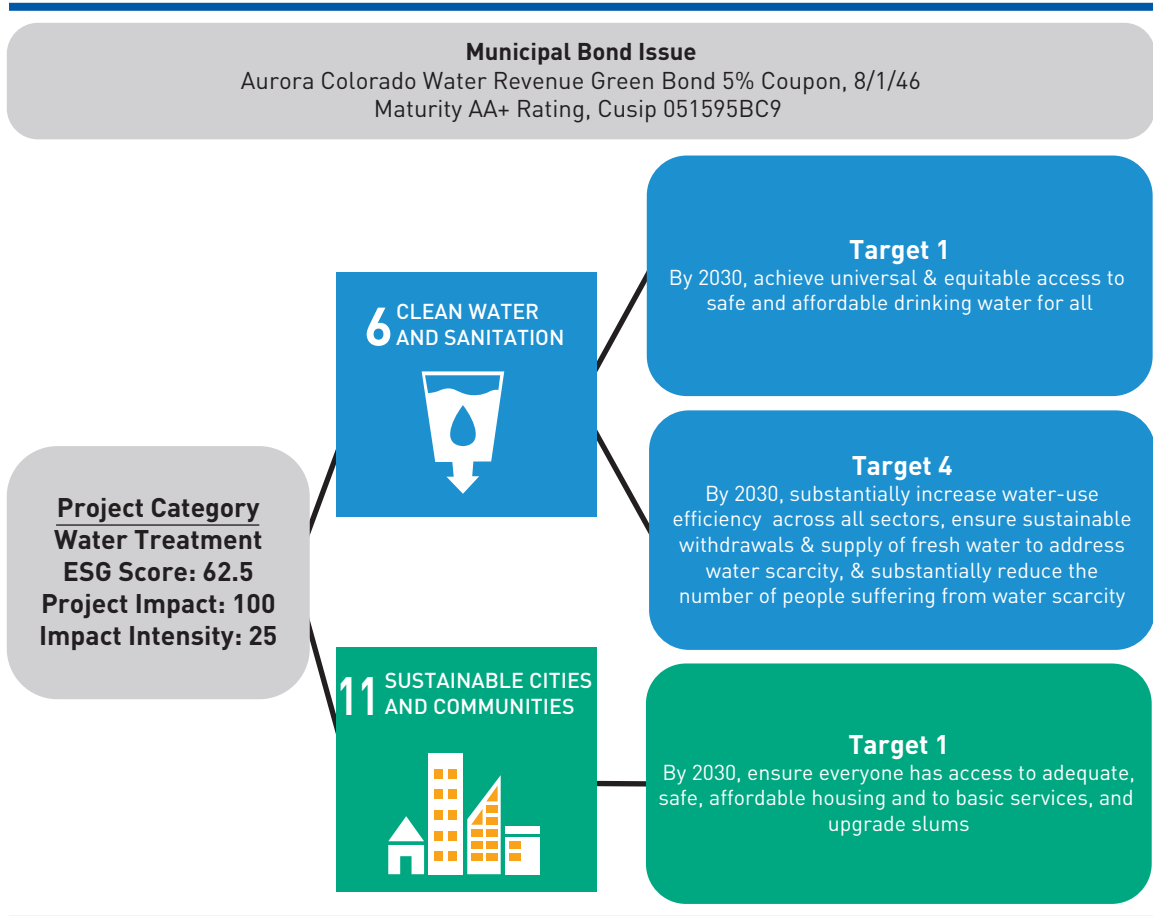 Municipal Bond Issue
Aurora Colorado Water Revenue Green Bond 5% Coupon, 8/1/46
Maturity AA+ Rating, Cusip 051595BC9
Project Category
Water Treatment
ESG Score: 62.5
Project Impact: 100
Impact Intensity: 25
6 CLEAN WATER
AND SANITATION
Target 1
By 2030, achieve universal & equitable access to
safe and affordable drinking water for all
Target 4
By 2030, substantially increase water-use
efficiency across all sectors, ensure sustainable
withdrawals & supply of fresh water to address
water scarcity, & substantially reduce the
number of people suffering from water scarcity
11 SUSTAINABLE CITIES
AND COMMUNITIES
Target 1
By 2030, ensure everyone has access to adequate,
safe, affordable housing and to basic services, and
upgrade slums